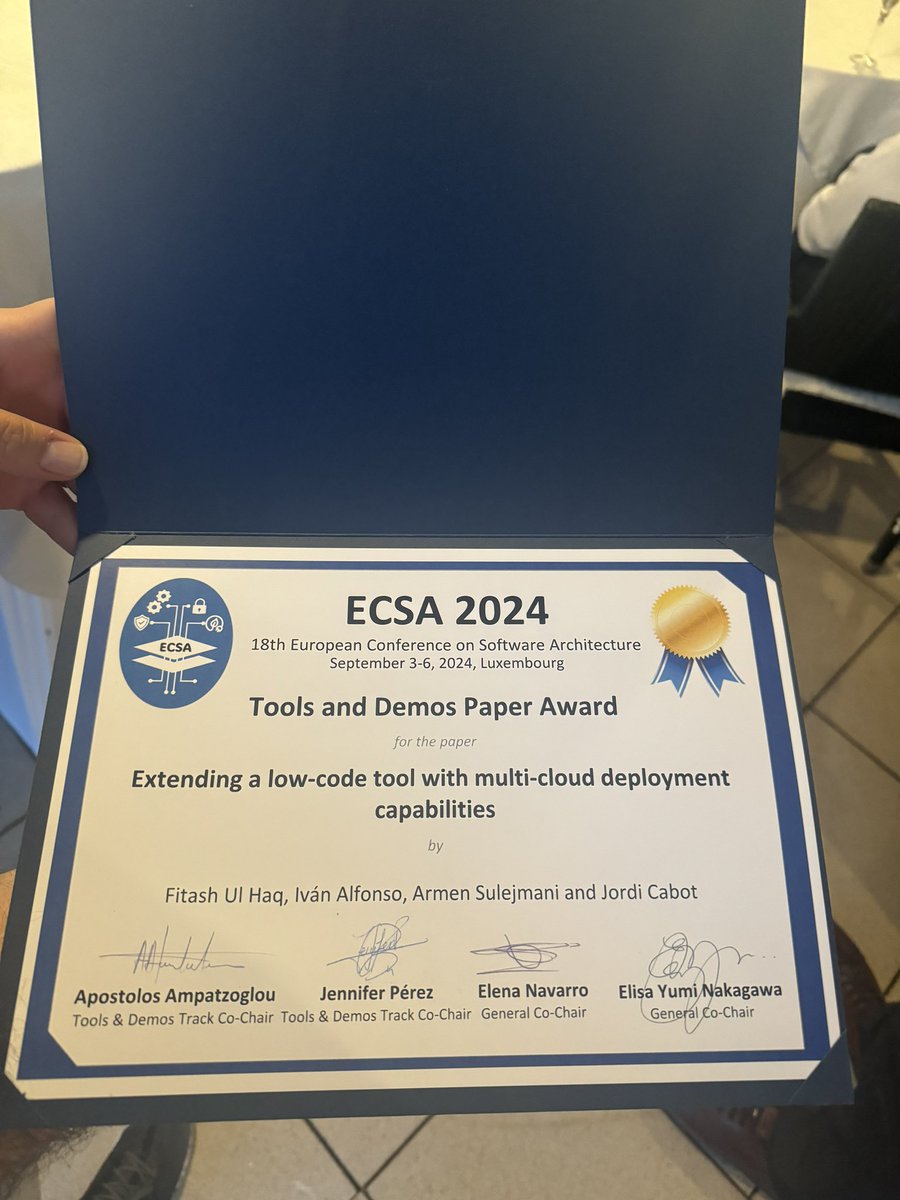 ECSA
ECSA 2024
18th European Conference on Software Architecture
September 3-6, 2024, Luxembourg
Tools and Demos Paper Award
for the paper
Extending a low-code tool with multi-cloud deployment
capabilities
by
Fitash Ul Haq, Iván Alfonso, Armen Sulejmani and Jordi Cabot
Apostolos Ampatzoglou
Tools & Demos Track Co-Chair
Jennifer Pérez
Tools & Demos Track Co-Chair
Elena Navarro
General Co-Chair
Elisa Yumi Nakagawa
General Co-Chair